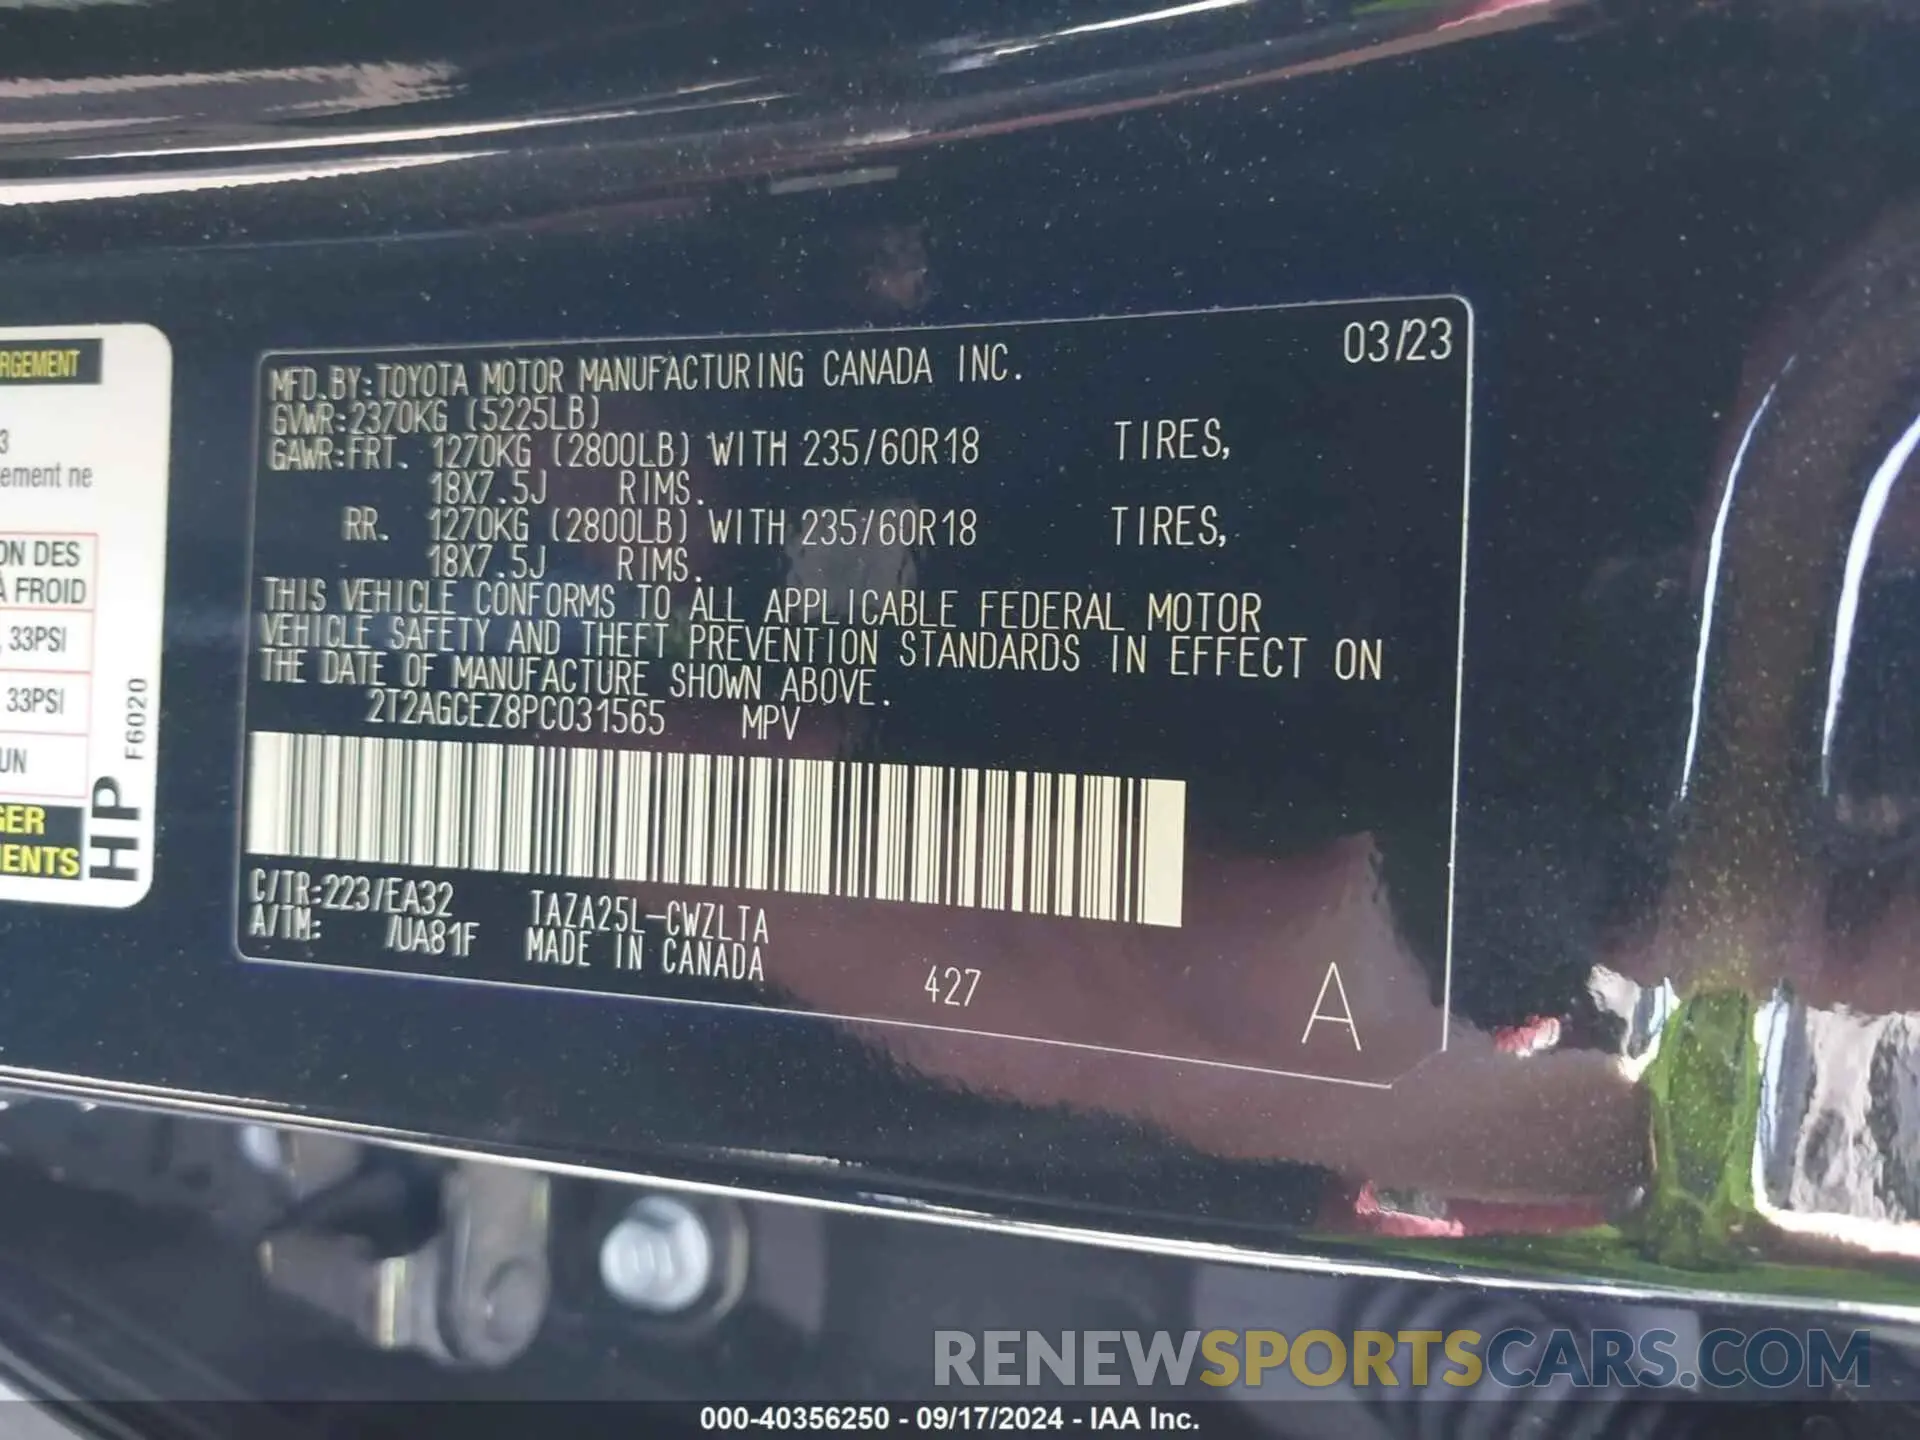 RGEMENT
3
ement ne
ON DES
À FROID
33PSI
33PSI
UN
GER
MENTS
HP
F6020
MFD.BY:TOYOTA MOTOR MANUFACTURING CANADA INC.
03/23
GVWR:2370KG (5225LB)
GAWR:FRT. 1270KG (2800LB) WITH 235/60R18 TIRES,
18X7.5J RIMS.
RR. 1270KG (2800LB) WITH 235/60R18 TIRES,
18X7.5J RIMS.
THIS VEHICLE CONFORMS TO ALL APPLICABLE FEDERAL MOTOR
VEHICLE SAFETY AND THEFT PREVENTION STANDARDS IN EFFECT ON
THE DATE OF MANUFACTURE SHOWN ABOVE.
2T2AGCEZ8PC031565 MPV
C/TR:223/EA32 TAZA25L-CWZLTA
A/TM: /UA81F MADE IN CANADA
427
A
RENEWSPORTSCARS.COM
000-40356250 - 09/17/2024 - IAA Inc.